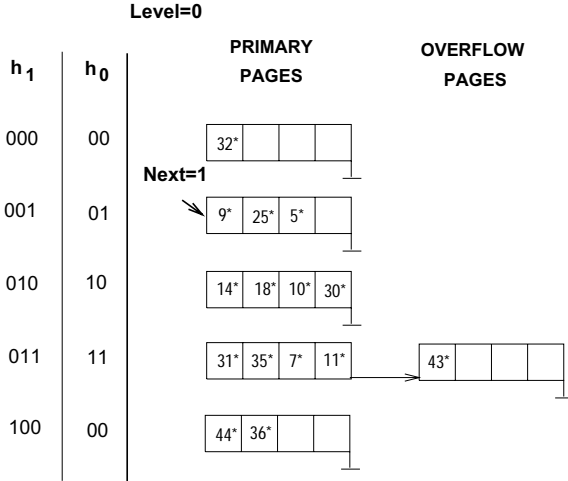 Level=0
h1 h0 PRIMARY PAGES OVERFLOW PAGES
000 00 32*
Next=1
001 01 9* 25* 5*
010 10 14* 18* 10* 30*
011 11 31* 35* 7* 11* 43*
100 00 44* 36*